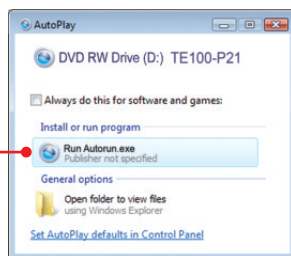 AutoPlay
DVD RW Drive (D:) TE100-P21
Always do this for software and games:
Install or run program
Run Autorun.exe
Publisher not specified
General options
Open folder to view files
using Windows Explorer
Set AutoPlay defaults in Control Panel